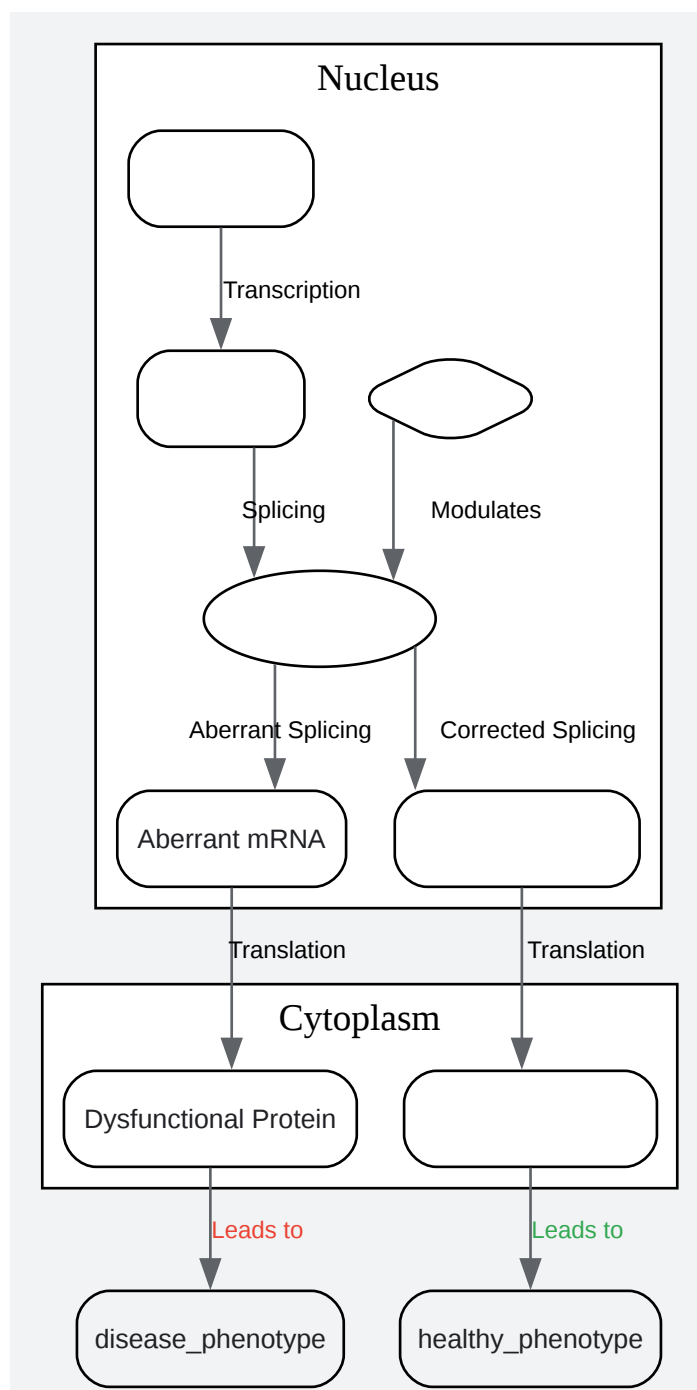 Nucleus
Transcription
Splicing
Modulates
Aberrant Splicing
Corrected Splicing
Aberrant mRNA
Translation
Translation
Cytoplasm
Dysfunctional Protein
Leads to
Leads to
disease_phenotype
healthy_phenotype